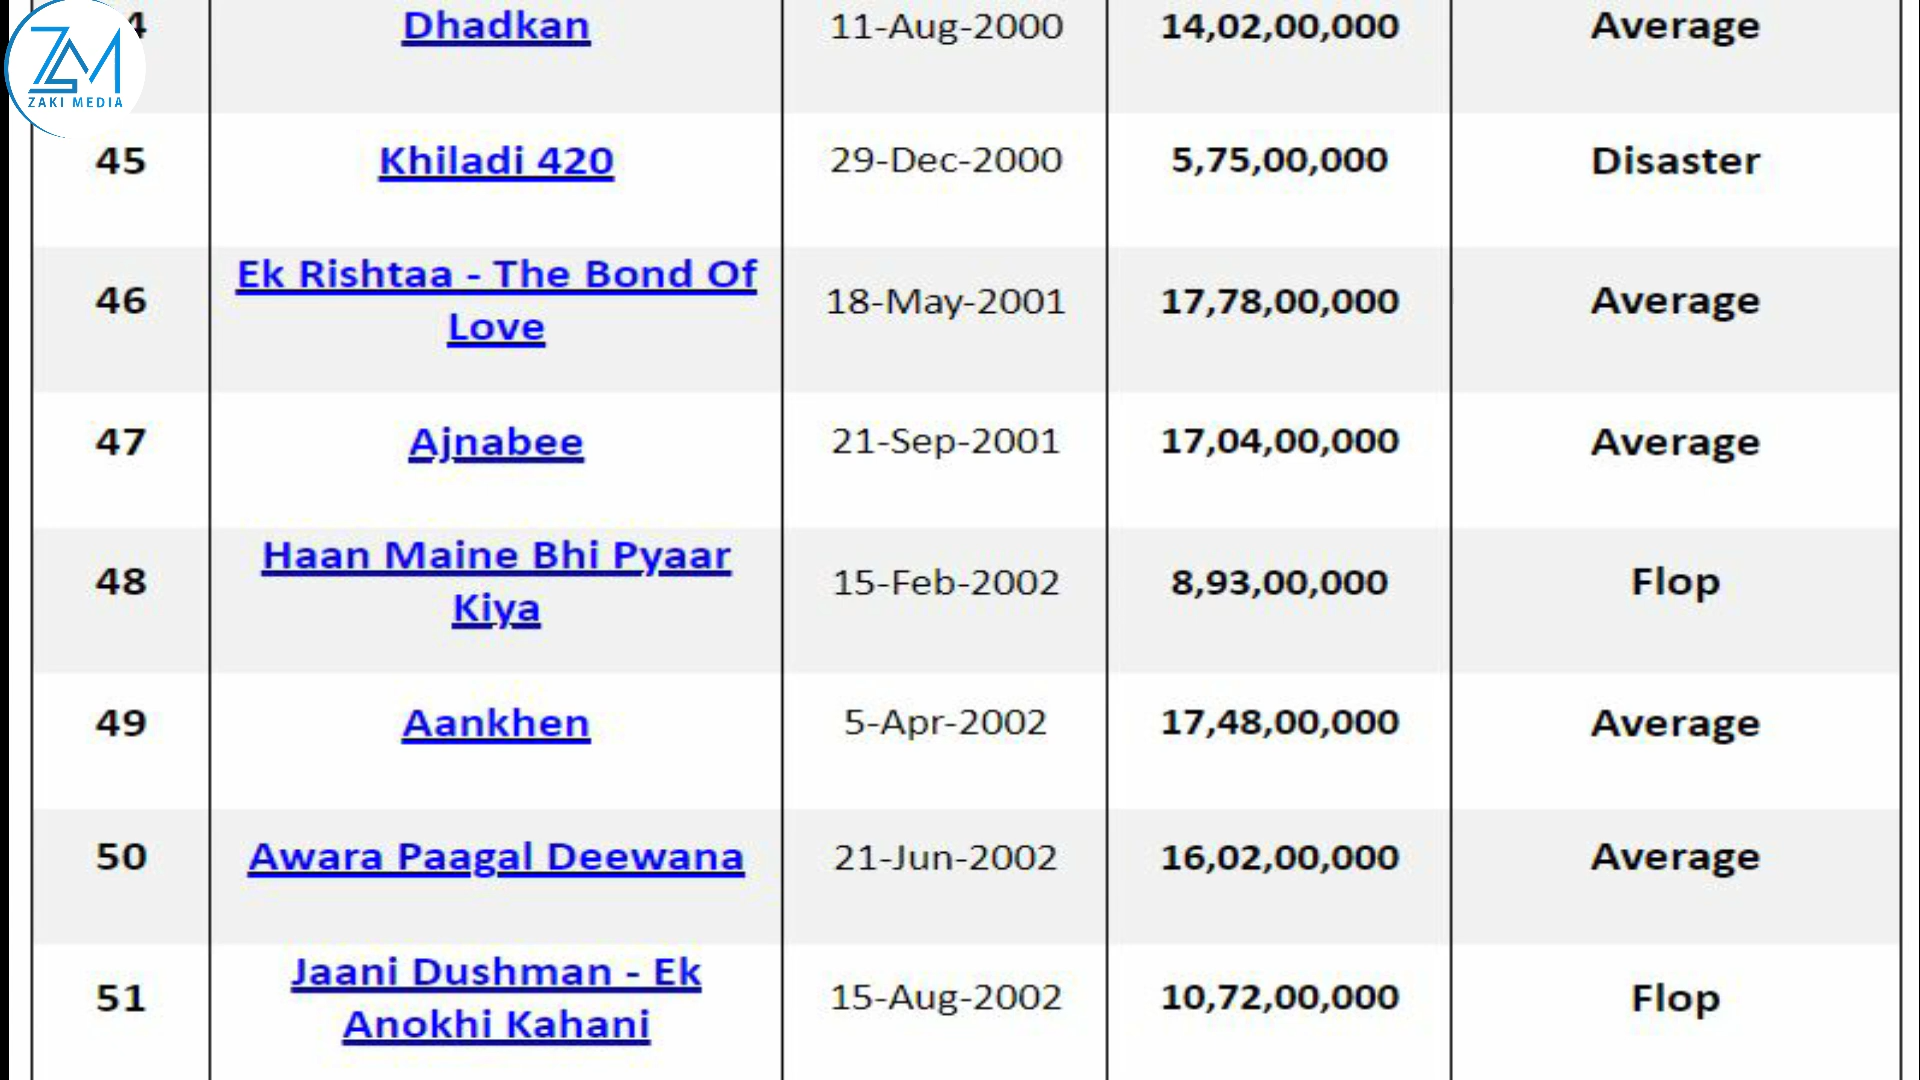 ZM
ZAKI MEDIA
4 Dhadkan 11-Aug-2000 14,02,00,000 Average
45 Khiladi 420 29-Dec-2000 5,75,00,000 Disaster
Ek Rishtaa - The Bond Of
46 18-May-2001 17,78,00,000 Average
Love
47 Ajnabee 21-Sep-2001 17,04,00,000 Average
Haan Maine Bhi Pyaar
48 15-Feb-2002 8,93,00,000 Flop
Kiya
49 Aankhen 5-Apr-2002 17,48,00,000 Average
50 Awara Paagal Deewana 21-Jun-2002 16,02,00,000 Average
Jaani Dushman - Ek
51 15-Aug-2002 10,72,00,000 Flop
Anokhi Kahani